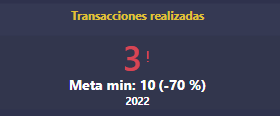 Transacciones realizadas
3!
Meta min: 10 (-70 %)
2022